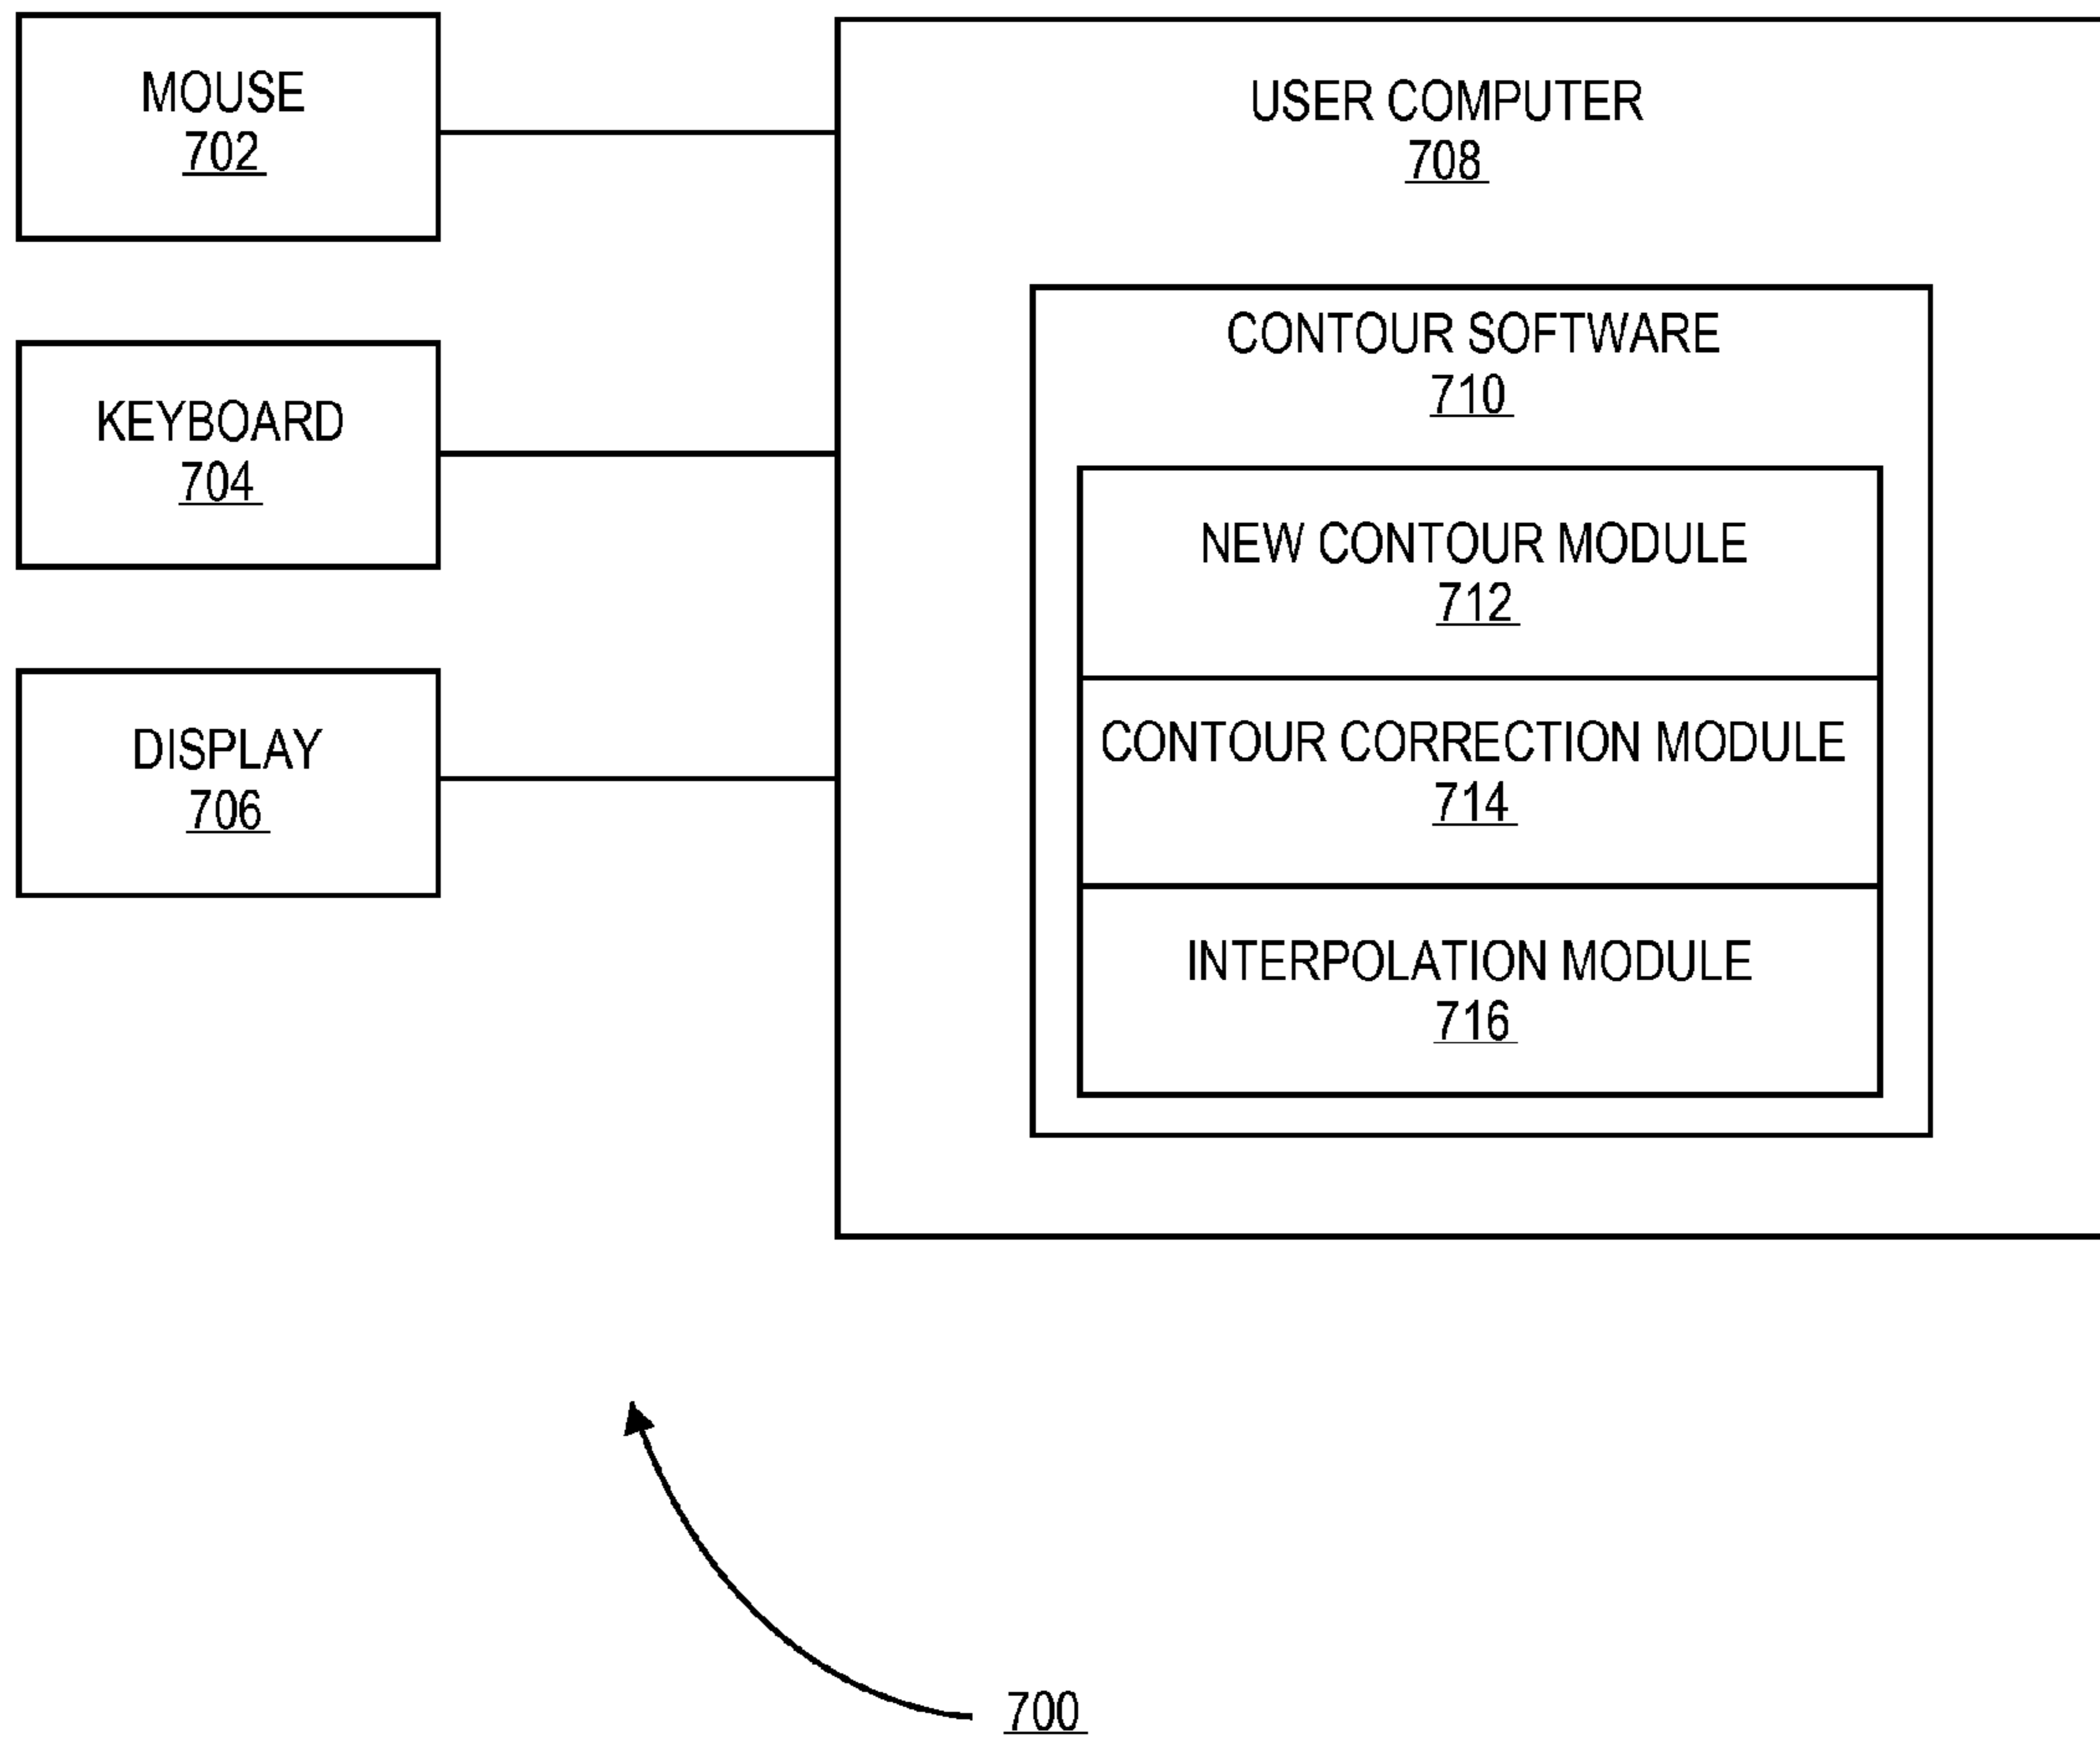 MOUSE
702
KEYBOARD
704
DISPLAY
706
USER COMPUTER
708
CONTOUR SOFTWARE
710
NEW CONTOUR MODULE
712
CONTOUR CORRECTION MODULE
714
INTERPOLATION MODULE
716
700